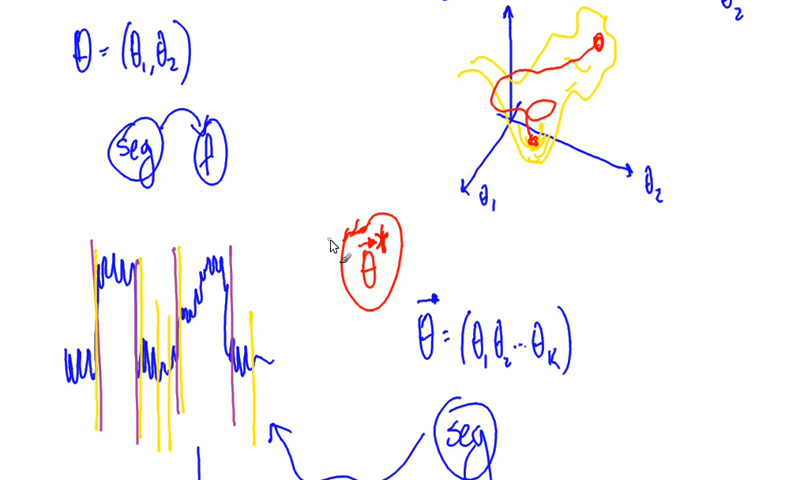 θ₂
θ = (θ₁, θ₂)
seg
f
θ₁
θ₂
θ⃗*
θ⃗ = (θ₁ θ₂ ... θₖ)
seg